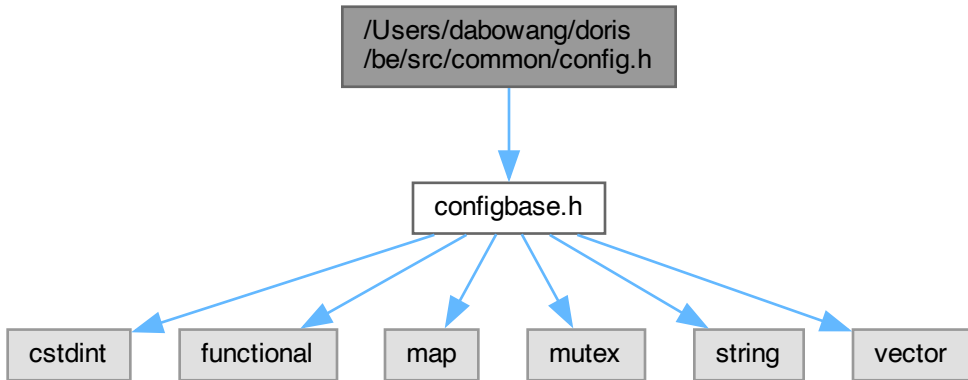 /Users/dabowang/doris
/be/src/common/config.h
configbase.h
cstdint
functional
map
mutex
string
vector